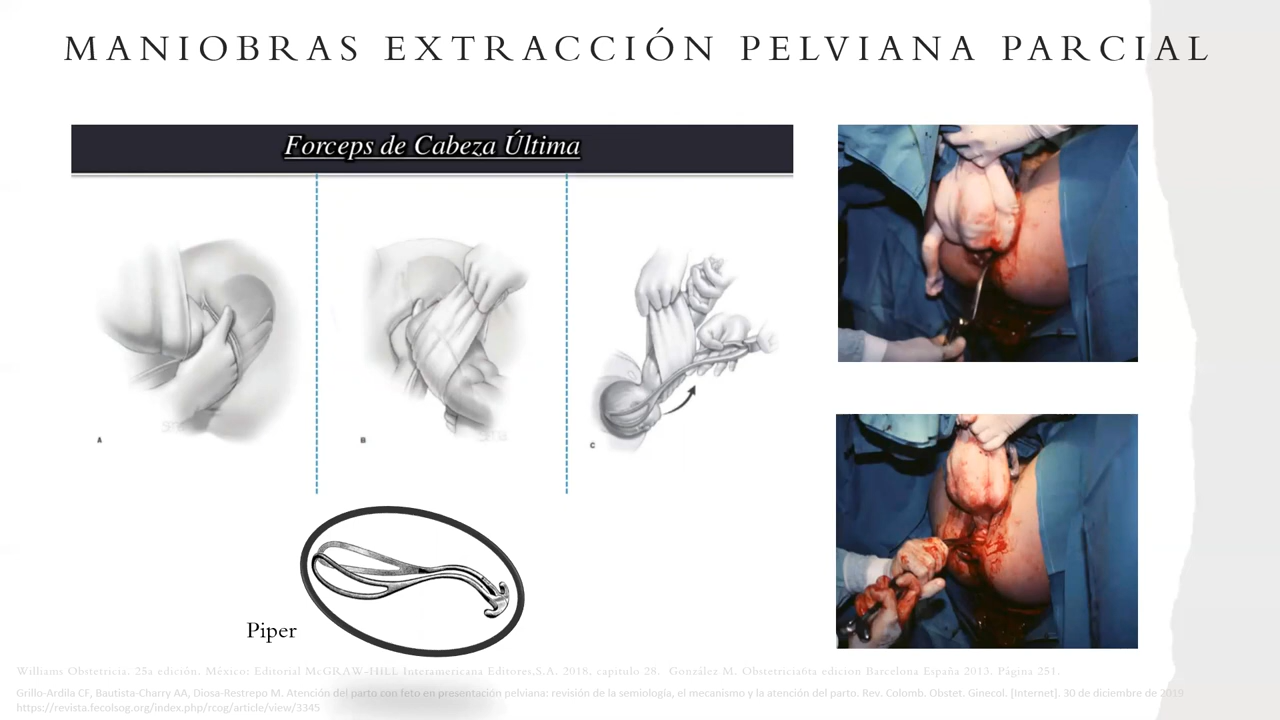 MANIOBRAS EXTRACCIÓN PELVIANA PARCIAL
Forceps de Cabeza Última
A
B
C
Piper
Williams Obstetricia. 25a edición. México: Editorial McGRAW-HILL Interamericana Editores,S.A. 2018, capitulo 28. González M. Obstetricia6ta edicion Barcelona España 2013. Página 251.
Grillo-Ardila CF, Bautista-Charry AA, Diosa-Restrepo M. Atención del parto con feto en presentación pelviana: revisión de la semiología, el mecanismo y la atención del parto. Rev. Colomb. Obstet. Ginecol. [Internet]. 30 de diciembre de 2019
https://revista.fecolsog.org/index.php/rcog/article/view/3345